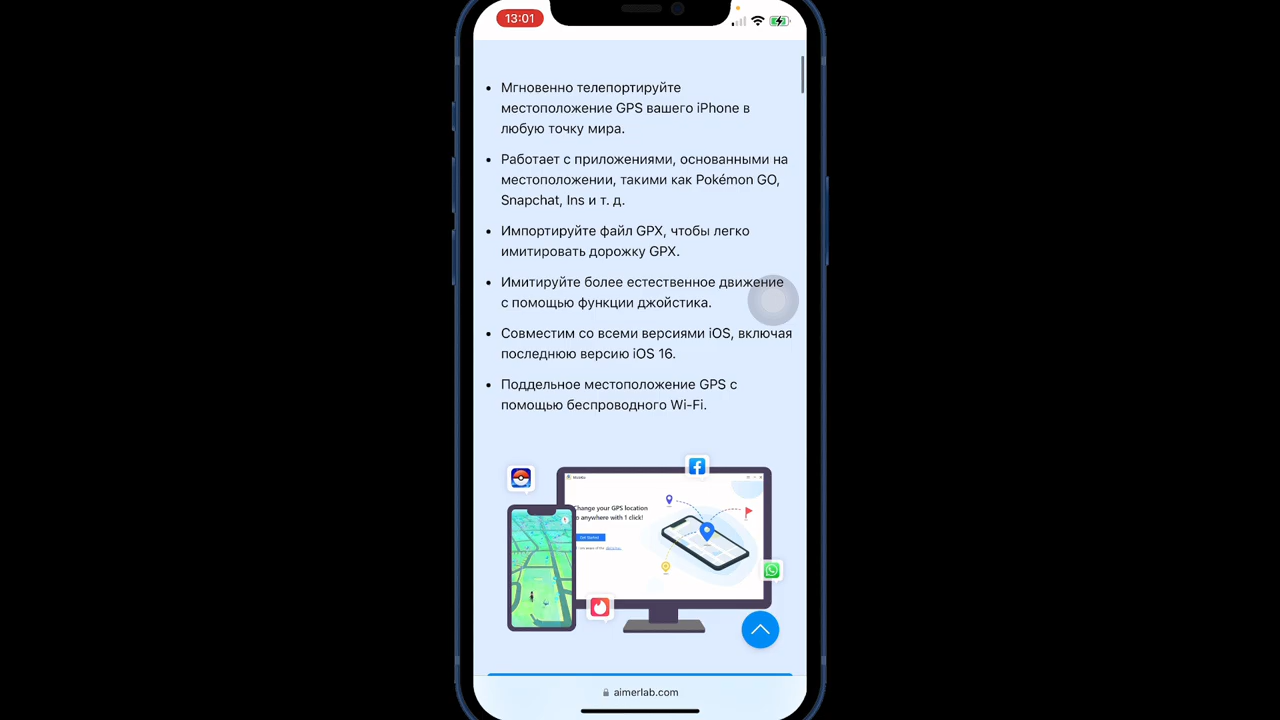 13:01
Мгновенно телепортируйте
местоположение GPS вашего iPhone в
любую точку мира.
Работает с приложениями, основанными на
местоположении, такими как Pokémon GO,
Snapchat, Ins и т. д.
Импортируйте файл GPX, чтобы легко
имитировать дорожку GPX.
Имитируйте более естественное движение
с помощью функции джойстика.
Совместим со всеми версиями iOS, включая
последнюю версию iOS 16.
Поддельное местоположение GPS с
помощью беспроводного Wi-Fi.
Change your GPS location
to anywhere with 1 click!
Get Started
aimerlab.com